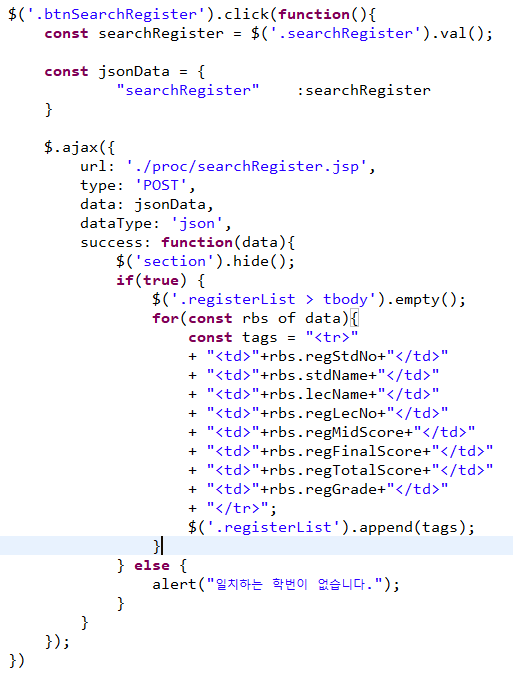 $('.btnSearchRegister').click(function(){
    const searchRegister = $('.searchRegister').val();

    const jsonData = {
            "searchRegister"    :searchRegister
    }

    $.ajax({
        url: './proc/searchRegister.jsp',
        type: 'POST',
        data: jsonData,
        dataType: 'json',
        success: function(data){
            $('section').hide();
            if(true) {
                $('.registerList > tbody').empty();
                for(const rbs of data){
                    const tags = "<tr>"
                    + "<td>"+rbs.regStdNo+"</td>"
                    + "<td>"+rbs.stdName+"</td>"
                    + "<td>"+rbs.lecName+"</td>"
                    + "<td>"+rbs.regLecNo+"</td>"
                    + "<td>"+rbs.regMidScore+"</td>"
                    + "<td>"+rbs.regFinalScore+"</td>"
                    + "<td>"+rbs.regTotalScore+"</td>"
                    + "<td>"+rbs.regGrade+"</td>"
                    + "</tr>";
                    $('.registerList').append(tags);
                }
            } else {
                alert("일치하는 학번이 없습니다.");
            }
        }
    });
})